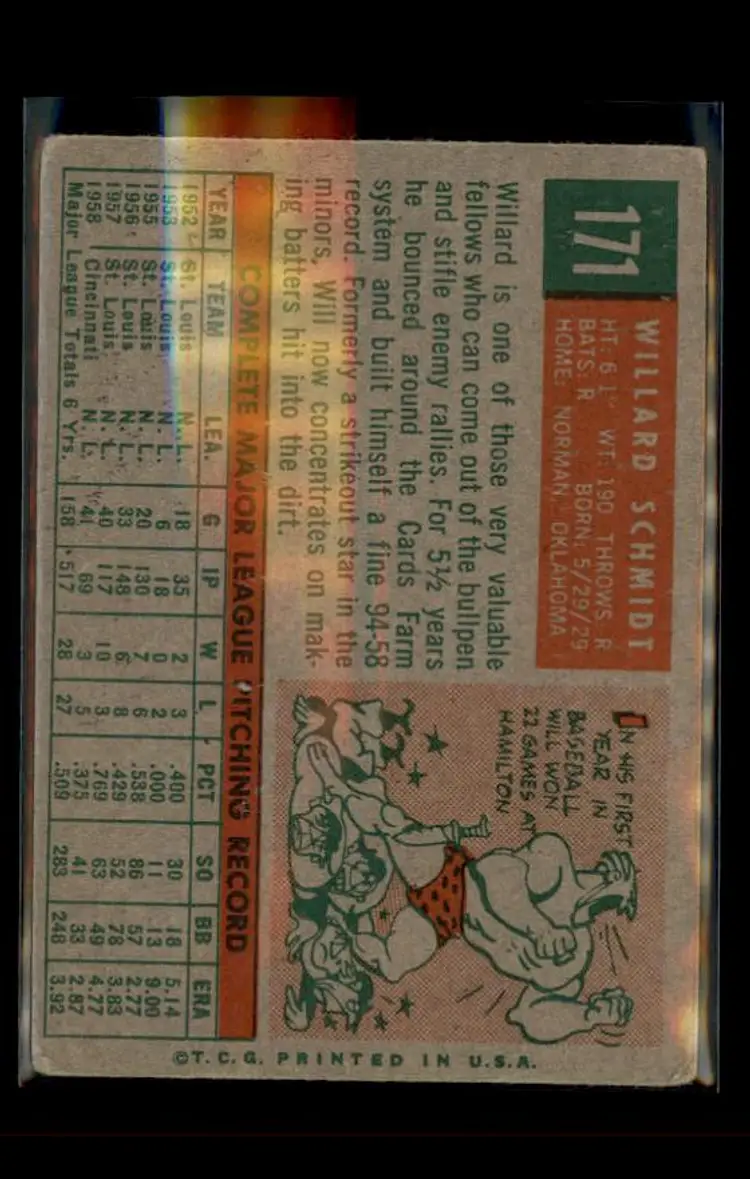 171
WILLARD SCHMIDT
HT: 6'1" WT: 190 THROWS: R
BATS: R BORN: 5/29/29
HOME: NORMAN, OKLAHOMA
Willard is one of those very valuable
fellows who can come out of the bullpen
and stifle enemy rallies. For 5½ years
he bounced around the Cards Farm
system and built himself a fine 94-58
record. Formerly a strikeout star in the
minors, Will now concentrates on mak-
ing batters hit into the dirt.
IN HIS FIRST
YEAR IN
BASEBALL
WILL WON
22 GAMES AT
HAMILTON
COMPLETE MAJOR LEAGUE PITCHING RECORD
YEAR TEAM LEA. G IP W L PCT SO BB ERA
1952 St. Louis N.L. 18 35 2 3 .400 30 18 5.14
1953 St. Louis N.L. 6 18 0 2 .000 11 13 9.00
1955 St. Louis N.L. 20 130 7 6 .538 86 57 2.77
1956 St. Louis N.L. 33 148 6 8 .429 52 78 3.83
1957 St. Louis N.L. 40 117 10 3 .769 63 49 4.77
1958 Cincinnati N.L. 41 69 3 5 .375 41 33 2.87
Major League Totals 6 Yrs. 158 517 28 27 .509 283 248 3.92
©T.C.G. PRINTED IN U.S.A.